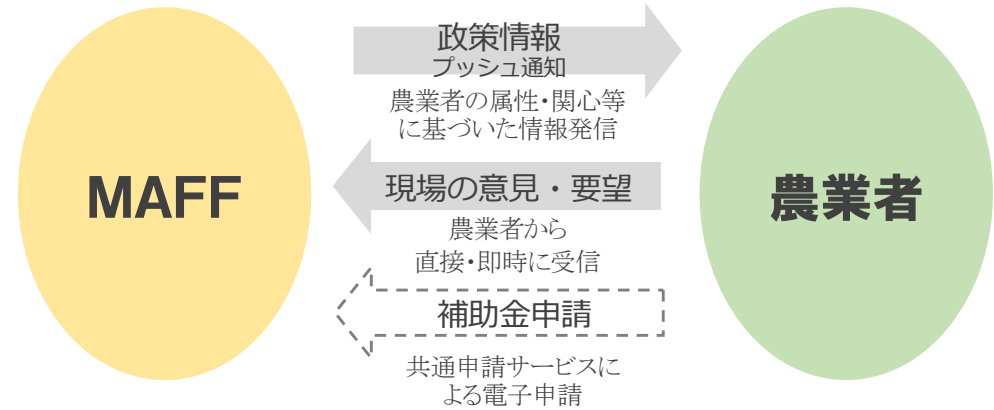 MAFF
政策情報
プッシュ通知
農業者の属性・関心等
に基づいた情報発信
現場の意見・要望
農業者から
直接・即時に受信
補助金申請
共通申請サービスに
よる電子申請
農業者